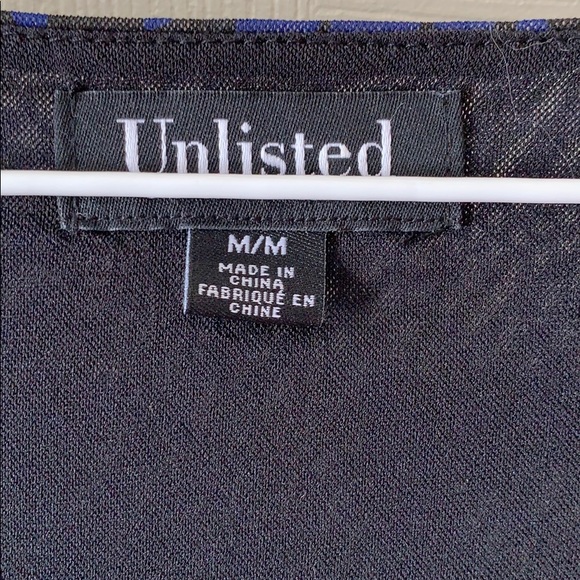 Unlisted
M/M
MADE IN
CHINA
FABRIQUÉ EN
CHINE